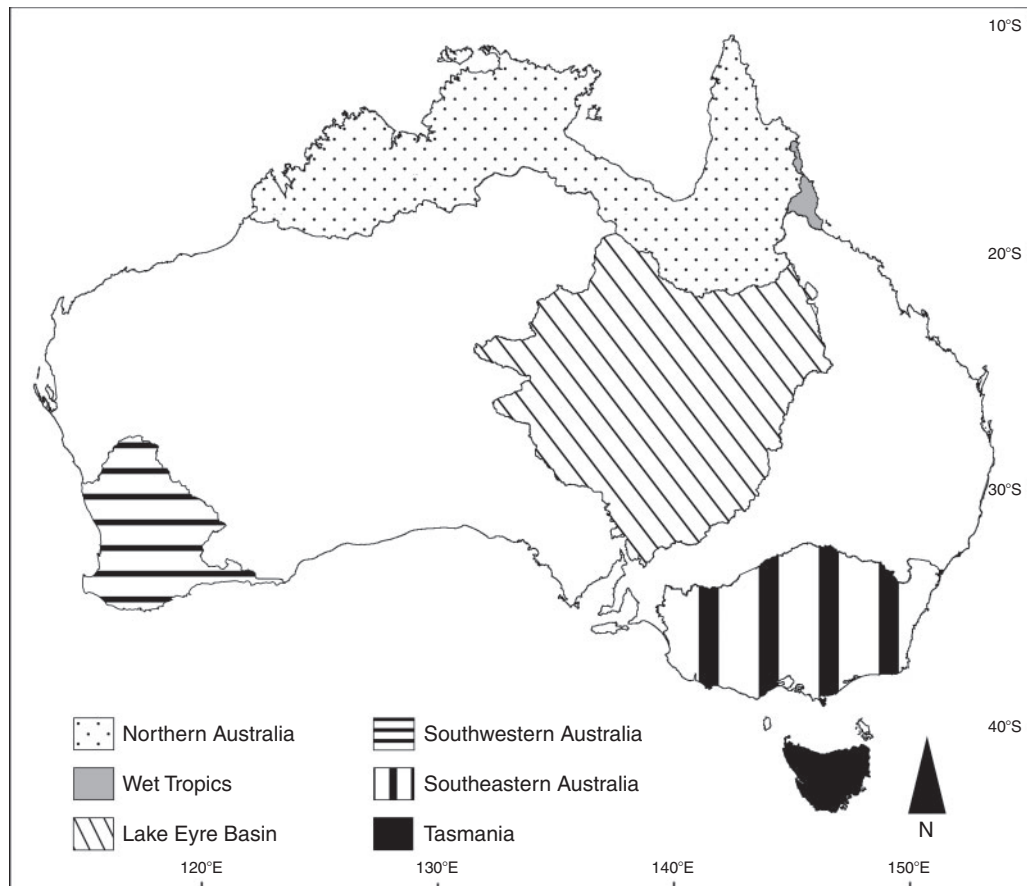 10°S
20°S
30°S
40°S
Northern Australia
Southwestern Australia
Wet Tropics
Southeastern Australia
Lake Eyre Basin
Tasmania
N
120°E
130°E
140°E
150°E